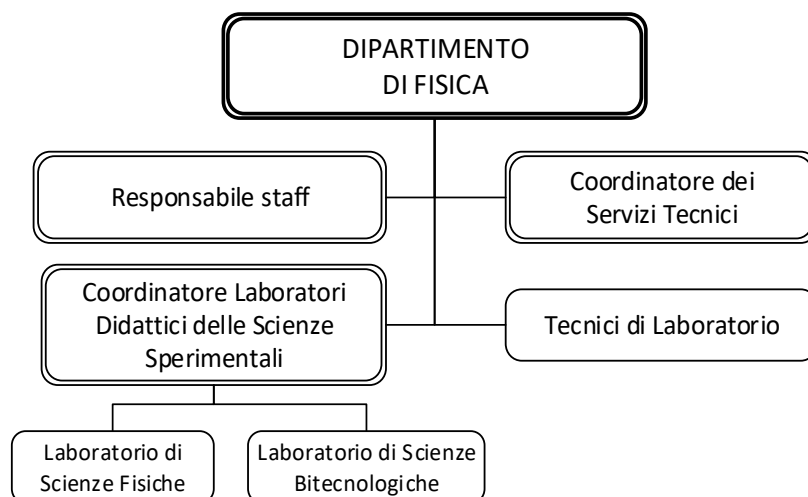 DIPARTIMENTO
DI FISICA
Responsabile staff
Coordinatore dei
Servizi Tecnici
Coordinatore Laboratori
Didattici delle Scienze
Sperimentali
Tecnici di Laboratorio
Laboratorio di
Scienze Fisiche
Laboratorio di Scienze
Bitecnologiche